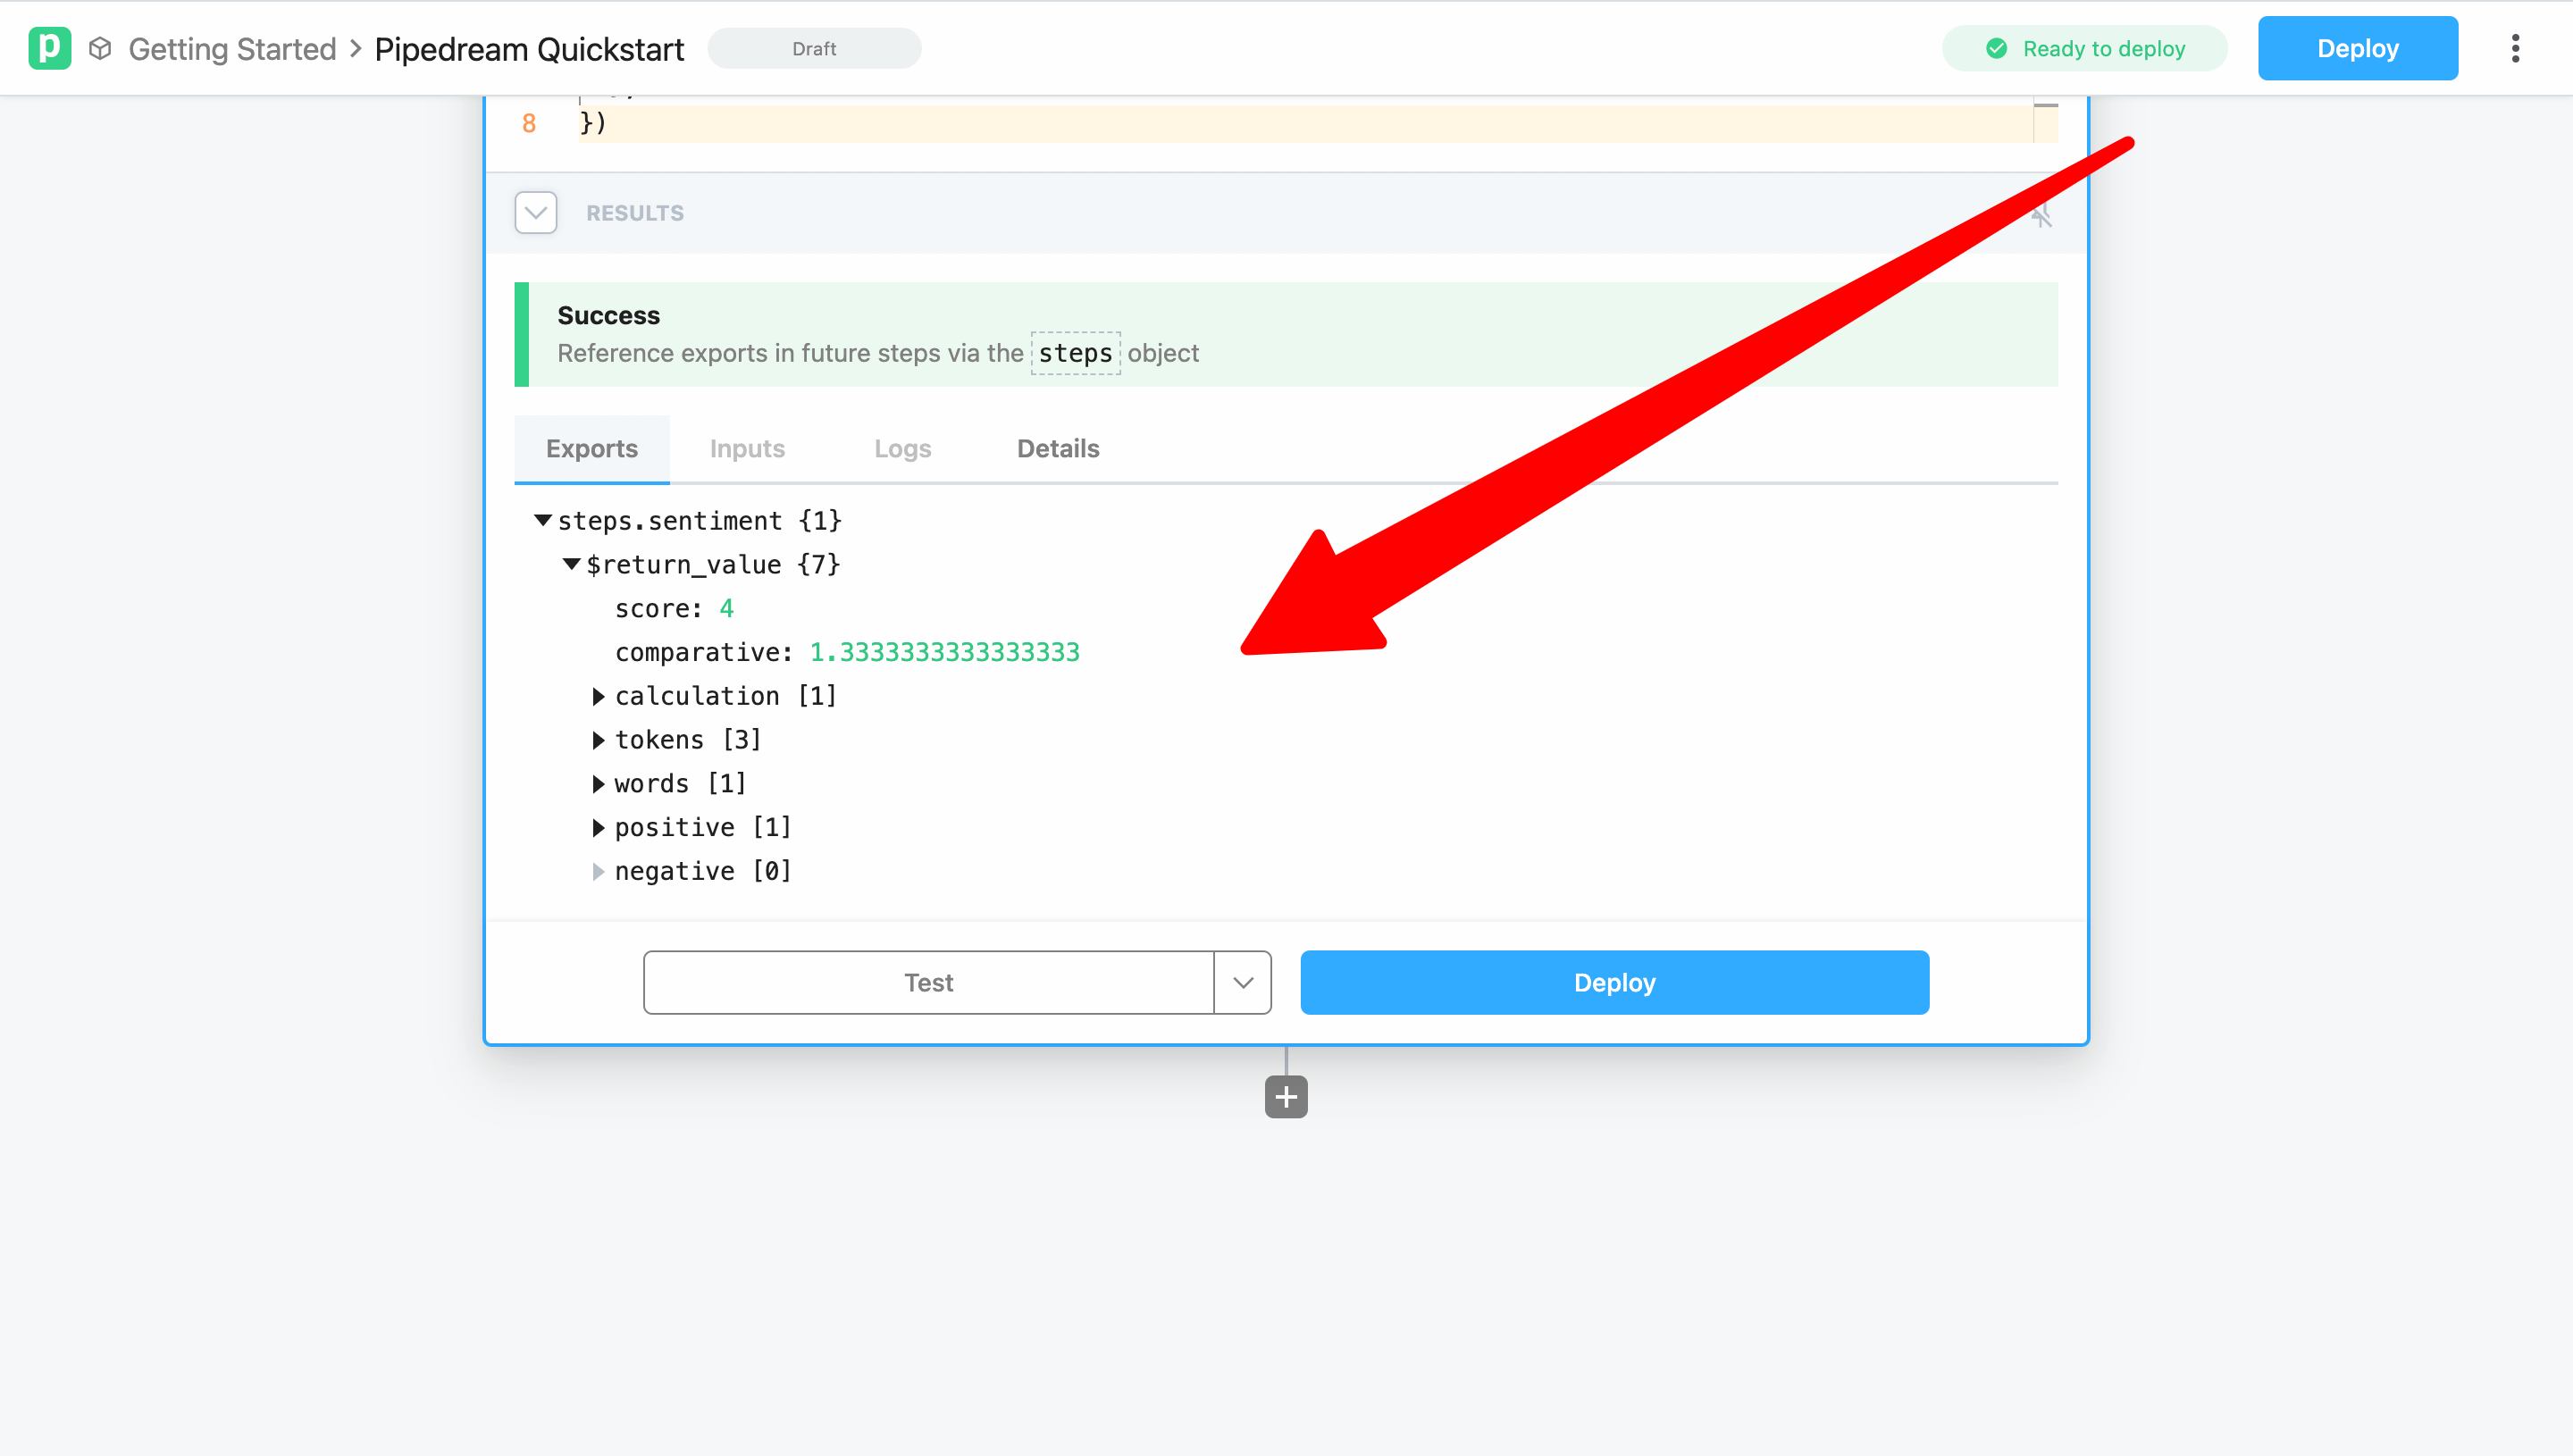 p Getting Started > Pipedream Quickstart Draft Ready to deploy Deploy
8 })
RESULTS
Success
Reference exports in future steps via the steps object
Exports Inputs Logs Details
steps.sentiment {1}
$return_value {7}
score: 4
comparative: 1.3333333333333333
calculation [1]
tokens [3]
words [1]
positive [1]
negative [0]
Test Deploy